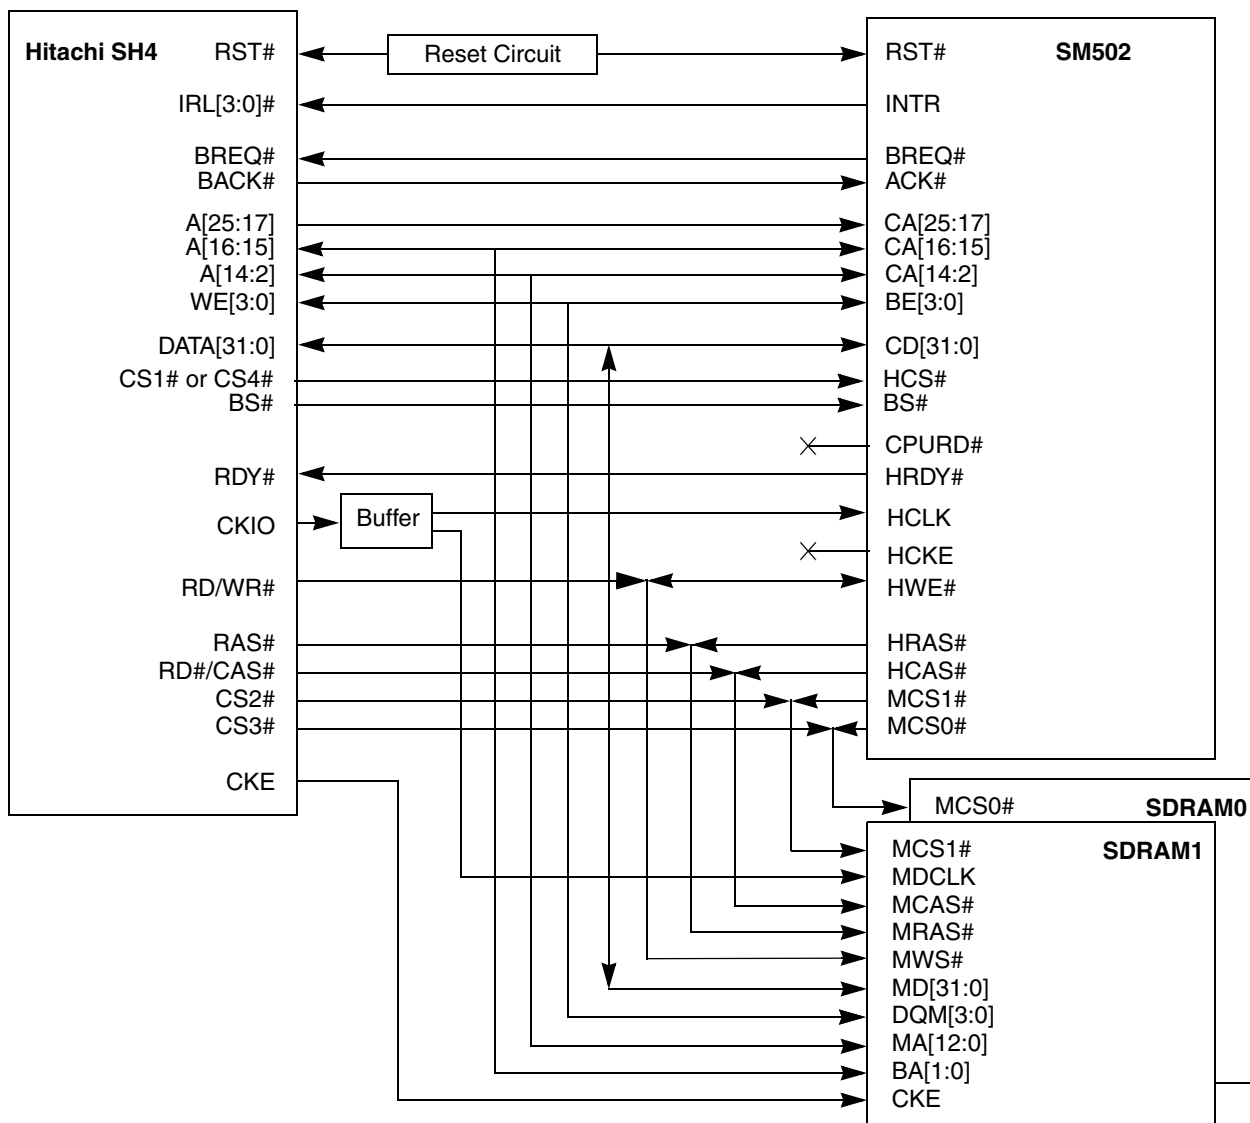 Hitachi SH4
RST#
IRL[3:0]#
BREQ#
BACK#
A[25:17]
A[16:15]
A[14:2]
WE[3:0]
DATA[31:0]
CS1# or CS4#
BS#
RDY#
CKIO
RD/WR#
RAS#
RD#/CAS#
CS2#
CS3#
CKE
Reset Circuit
Buffer
SM502
RST#
INTR
BREQ#
ACK#
CA[25:17]
CA[16:15]
CA[14:2]
BE[3:0]
CD[31:0]
HCS#
BS#
CPURD#
HRDY#
HCLK
HCKE
HWE#
HRAS#
HCAS#
MCS1#
MCS0#
MCS0#
SDRAM0
MCS1#
SDRAM1
MDCLK
MCAS#
MRAS#
MWS#
MD[31:0]
DQM[3:0]
MA[12:0]
BA[1:0]
CKE